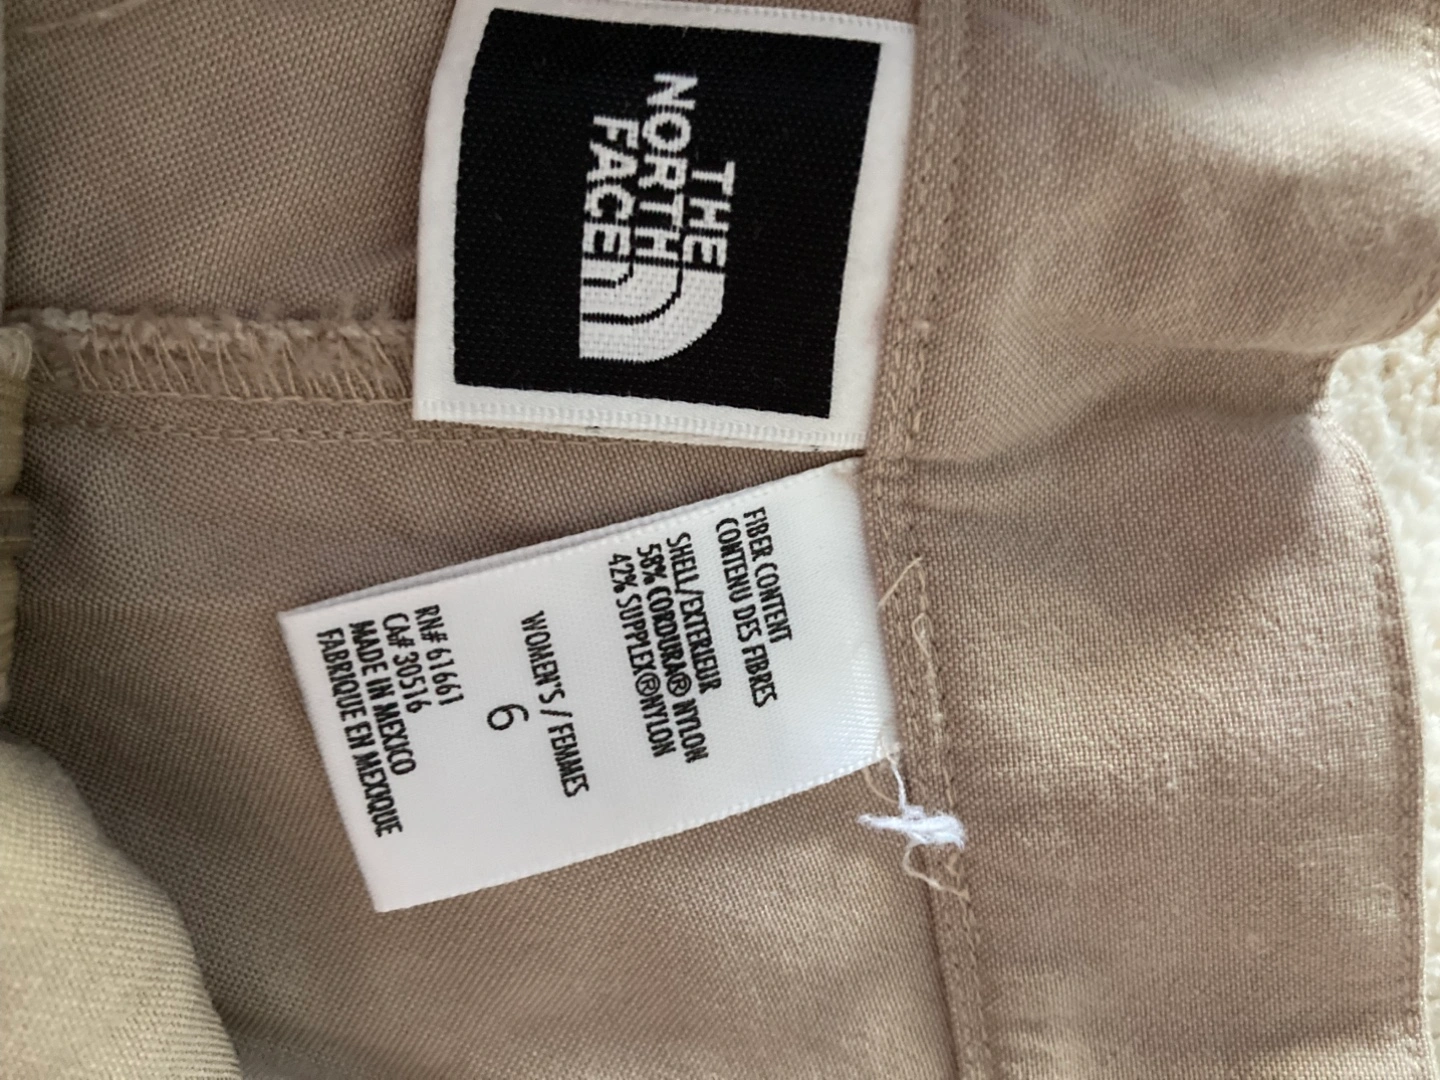 THE
NORTH
FACE
FIBER CONTENT
CONTENU DES FIBRES
SHELL/EXTERIEUR
58% CORDURA® NYLON
42% SUPPLEX®NYLON
WOMEN'S / FEMMES
6
RN# 61661
CA# 30516
MADE IN MEXICO
FABRIQUE EN MEXIQUE